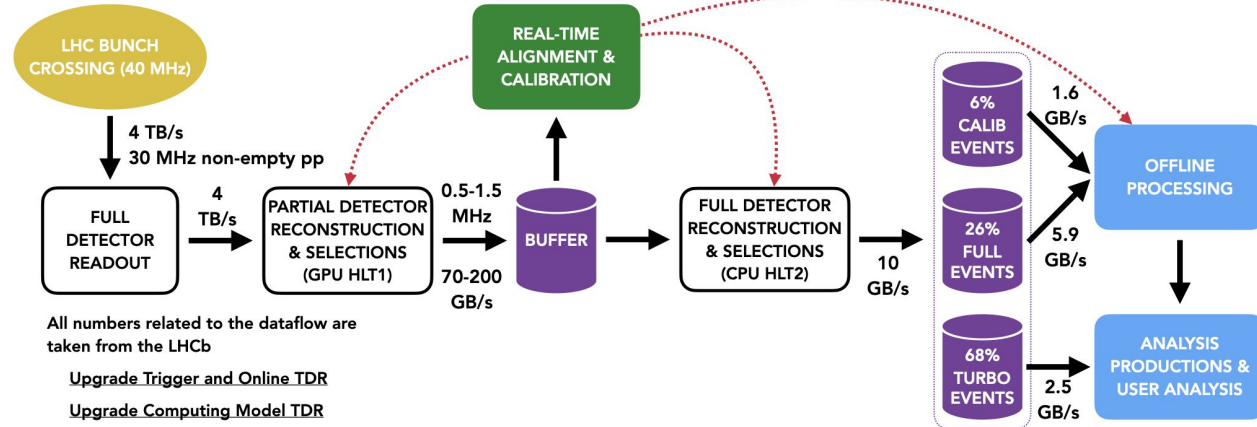 LHC BUNCH
CROSSING (40 MHz)
4 TB/s
30 MHz non-empty pp
FULL
DETECTOR
READOUT
4
TB/s
PARTIAL DETECTOR
RECONSTRUCTION
& SELECTIONS
(GPU HLT1)
0.5-1.5
MHz
70-200
GB/s
REAL-TIME
ALIGNMENT &
CALIBRATION
BUFFER
FULL DETECTOR
RECONSTRUCTION
& SELECTIONS
(CPU HLT2)
10
GB/s
6%
CALIB
EVENTS
1.6
GB/s
26%
FULL
EVENTS
5.9
GB/s
68%
TURBO
EVENTS
2.5
GB/s
OFFLINE
PROCESSING
ANALYSIS
PRODUCTIONS &
USER ANALYSIS
All numbers related to the dataflow are
taken from the LHCb
Upgrade Trigger and Online TDR
Upgrade Computing Model TDR